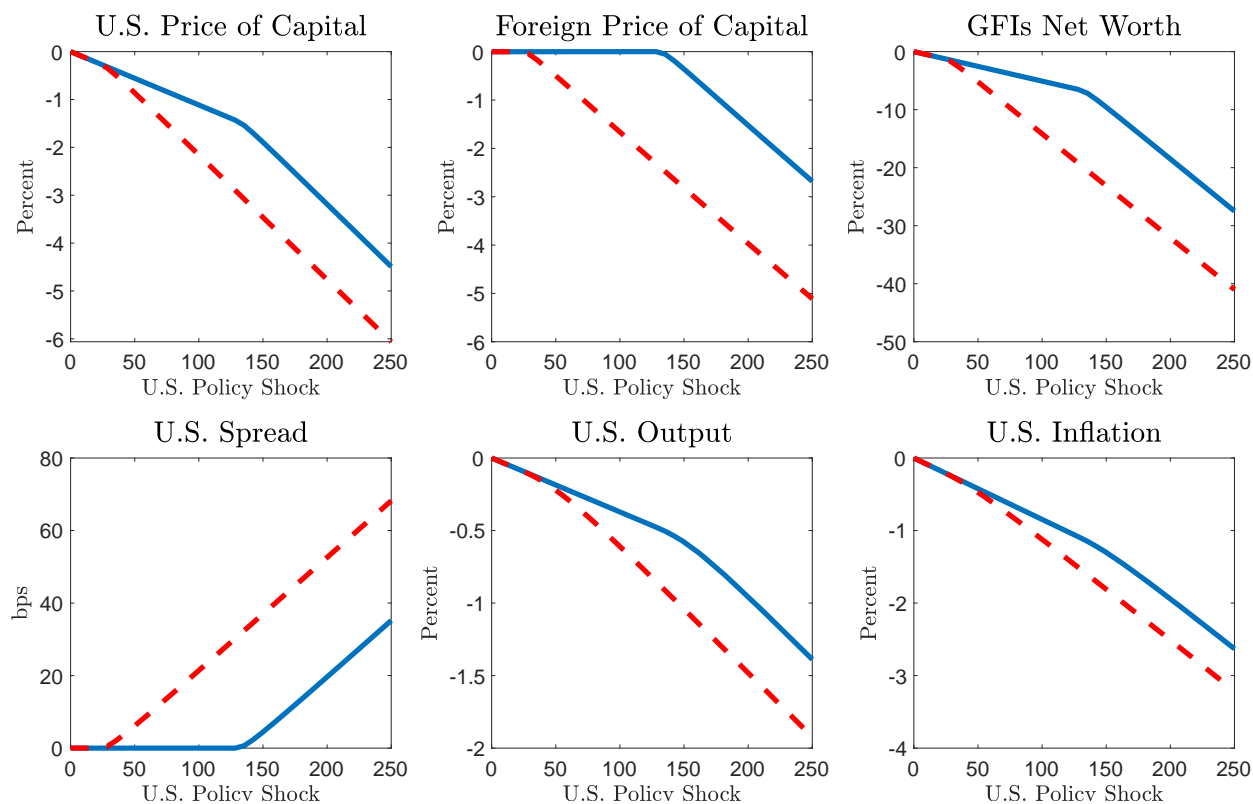 U.S. Price of Capital
0
-1
-2
-3
-4
-5
-6
Percent
0 50 100 150 200 250
U.S. Policy Shock
Foreign Price of Capital
0
-1
-2
-3
-4
-5
-6
Percent
0 50 100 150 200 250
U.S. Policy Shock
GFIs Net Worth
0
-10
-20
-30
-40
-50
Percent
0 50 100 150 200 250
U.S. Policy Shock
U.S. Spread
80
60
40
20
0
bps
0 50 100 150 200 250
U.S. Policy Shock
U.S. Output
0
-0.5
-1
-1.5
-2
Percent
0 50 100 150 200 250
U.S. Policy Shock
U.S. Inflation
0
-1
-2
-3
-4
Percent
0 50 100 150 200 250
U.S. Policy Shock